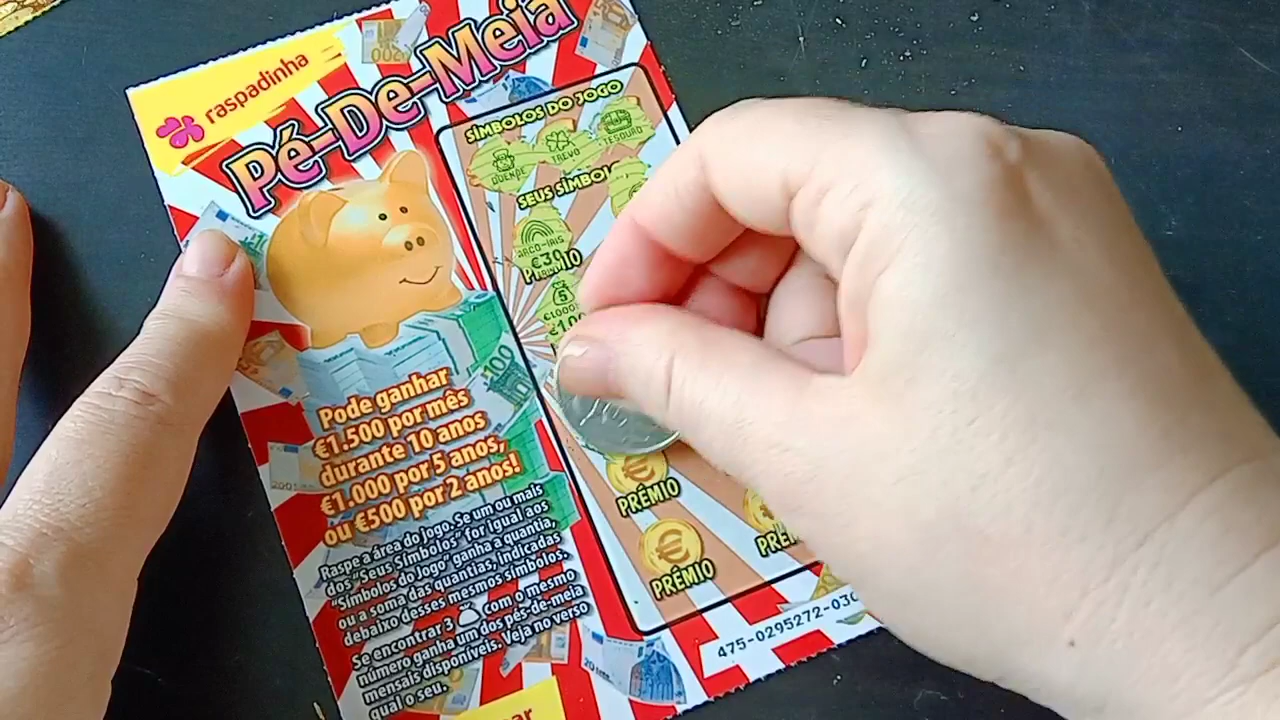 raspadinha
Pé-De-Meia
SÍMBOLOS DO JOGO
DUENDE
TREVO
TESOURO
SEUS
ARCO-IRIS
Pode ganhar
€1.500 por mês
durante 10 anos
€1.000 por 5 anos,
ou €500 por 2 anos!
Raspe a área do jogo. Se um ou mais
dos "Seus Símbolos" for igual aos
"Símbolos do Jogo" ganha a quantia,
ou a soma das quantias, indicadas
debaixo desses mesmos símbolos.
Se encontrar 3 com o mesmo
número ganha um dos pés-de-meia
mensais disponíveis. Veja no verso
qual o seu.
PRÉMIO
PRÉMIO
475-0295272-03